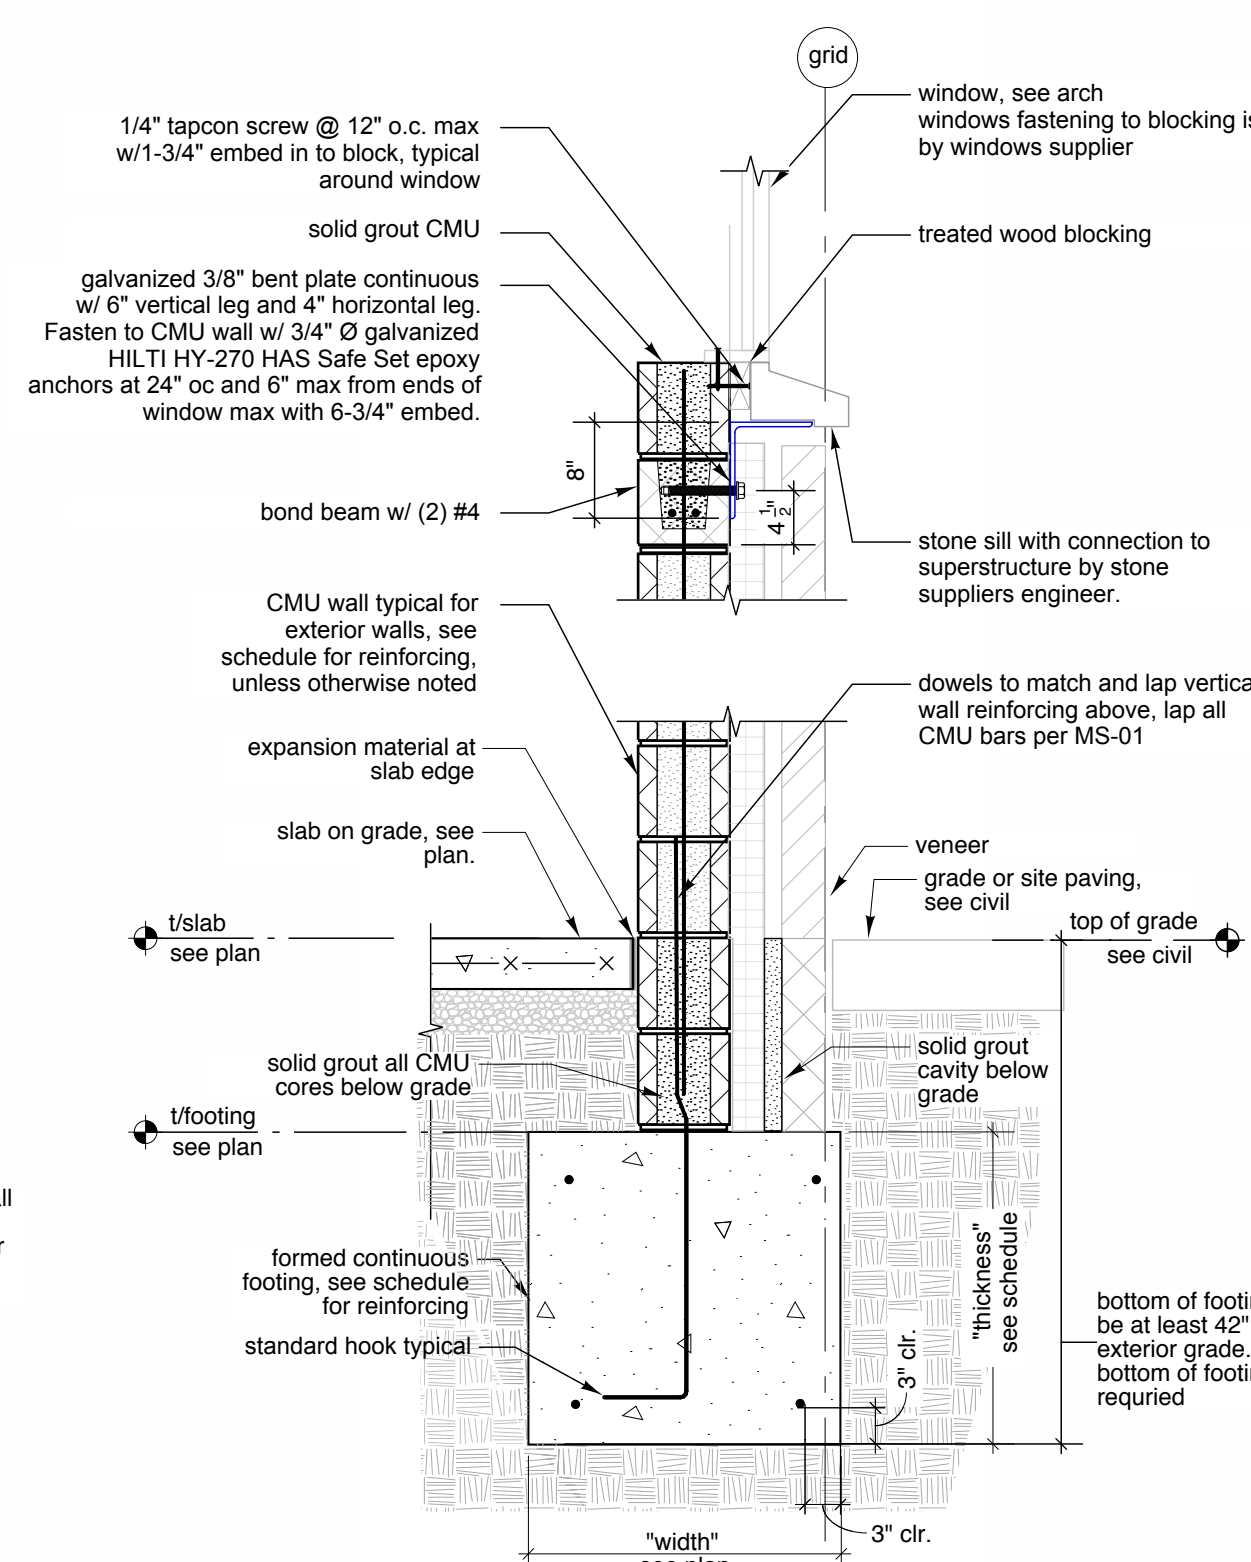 grid
window, see arch
windows fastening to blocking is
by windows supplier
1/4" tapcon screw @ 12" o.c. max
w/1-3/4" embed in to block, typical
around window
solid grout CMU
treated wood blocking
galvanized 3/8" bent plate continuous
w/ 6" vertical leg and 4" horizontal leg.
Fasten to CMU wall w/ 3/4" Ø galvanized
HILTI HY-270 HAS Safe Set epoxy
anchors at 24" oc and 6" max from ends of
window max with 6-3/4" embed.
8"
4 1/2"
bond beam w/ (2) #4
stone sill with connection to
superstructure by stone
suppliers engineer.
CMU wall typical for
exterior walls, see
schedule for reinforcing,
unless otherwise noted
dowels to match and lap vertica
wall reinforcing above, lap all
CMU bars per MS-01
expansion material at
slab edge
slab on grade, see
plan.
veneer
grade or site paving,
see civil
t/slab
see plan
top of grade
see civil
solid grout all CMU
cores below grade
solid grout
cavity below
grade
t/footing
see plan
"thickness"
see schedule
formed continuous
footing, see schedule
for reinforcing
standard hook typical
3" clr.
bottom of footi
be at least 42"
exterior grade.
bottom of footi
requried
3" clr.
"width"
see plan